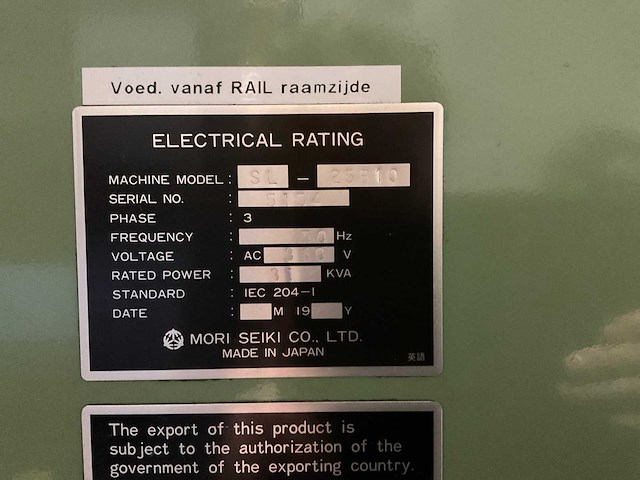 Voed. vanaf RAIL raamzijde
ELECTRICAL RATING
MACHINE MODEL : SL –
SERIAL NO. :
PHASE : 3
FREQUENCY : Hz
VOLTAGE : AC V
RATED POWER : KVA
STANDARD : IEC 204-1
DATE : M 19 Y
MORI SEIKI CO., LTD.
MADE IN JAPAN
英語
The export of this product is
subject to the authorization of the
government of the exporting country.